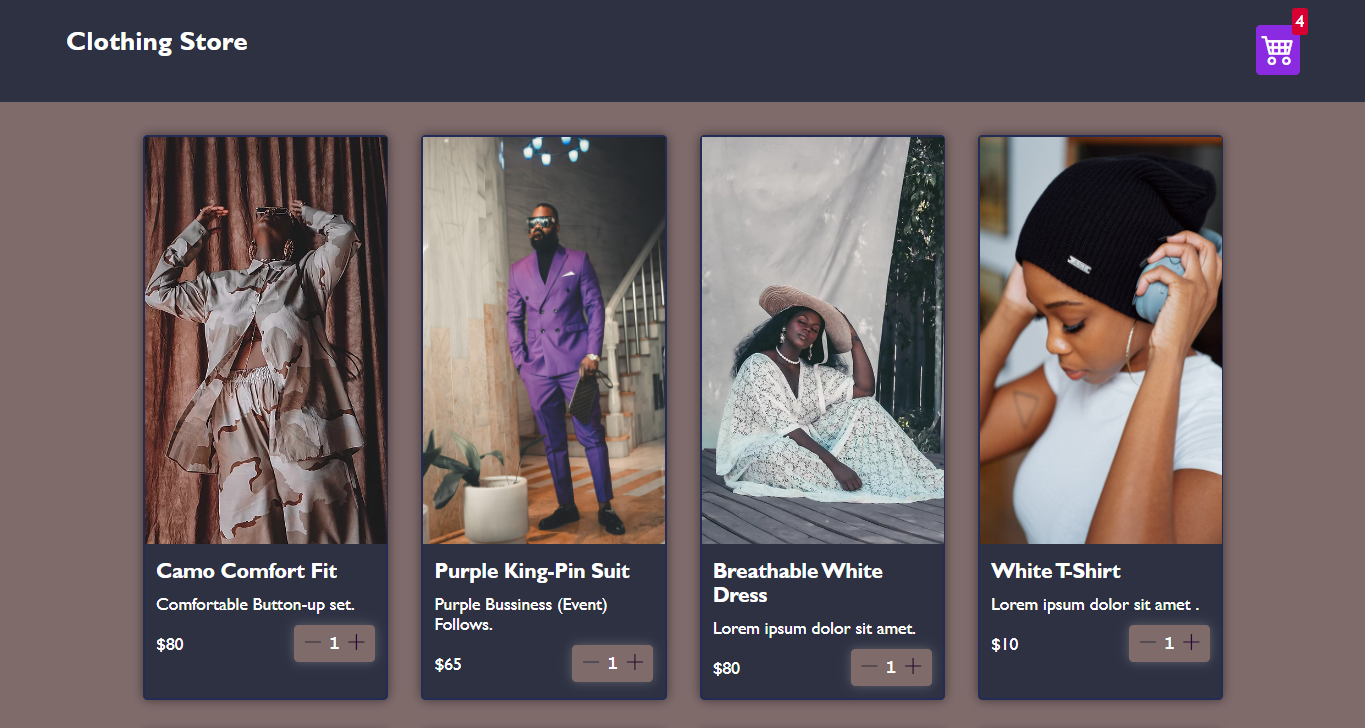 Clothing Store
4
Camo Comfort Fit
Comfortable Button-up set.
$80
— 1 +
Purple King-Pin Suit
Purple Bussiness (Event)
Follows.
$65
— 1 +
Breathable White
Dress
Lorem ipsum dolor sit amet.
$80
— 1 +
White T-Shirt
Lorem ipsum dolor sit amet .
$10
— 1 +